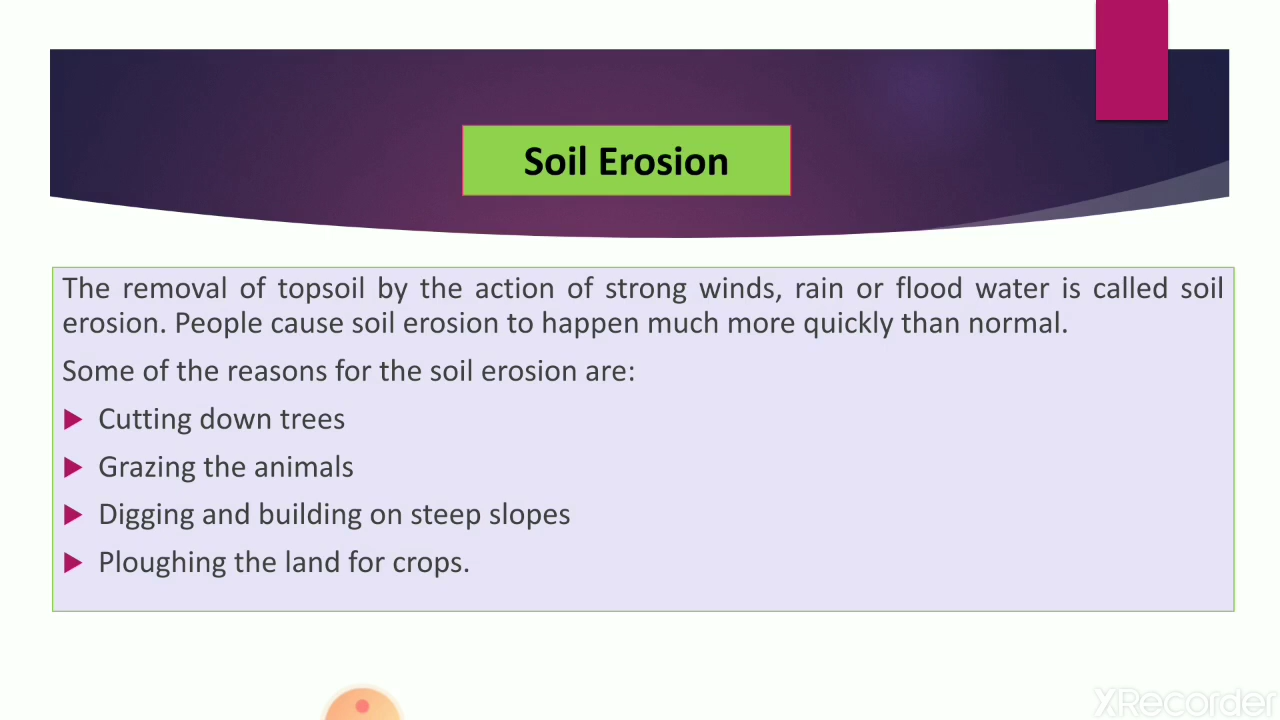 Soil Erosion
The removal of topsoil by the action of strong winds, rain or flood water is called soil
erosion. People cause soil erosion to happen much more quickly than normal.
Some of the reasons for the soil erosion are:
Cutting down trees
Grazing the animals
Digging and building on steep slopes
Ploughing the land for crops.
XRecorder